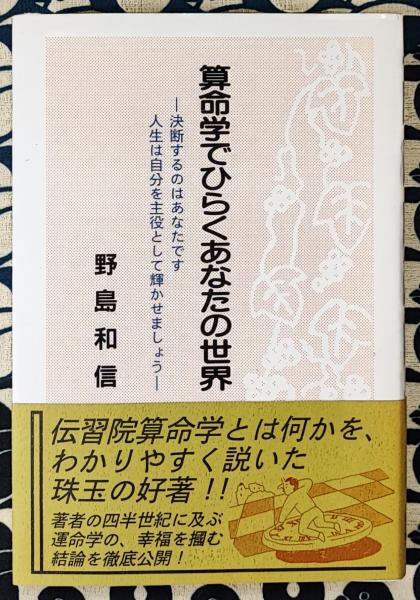 算命学でひらくあなたの世界
―決断するのはあなたです
人生は自分を主役として輝かせましょう―
野島和信
伝習院算命学とは何かを、
わかりやすく説いた
珠玉の好著!!
著者の四半世紀に及ぶ
運命学の、幸福を掴む
結論を徹底公開!